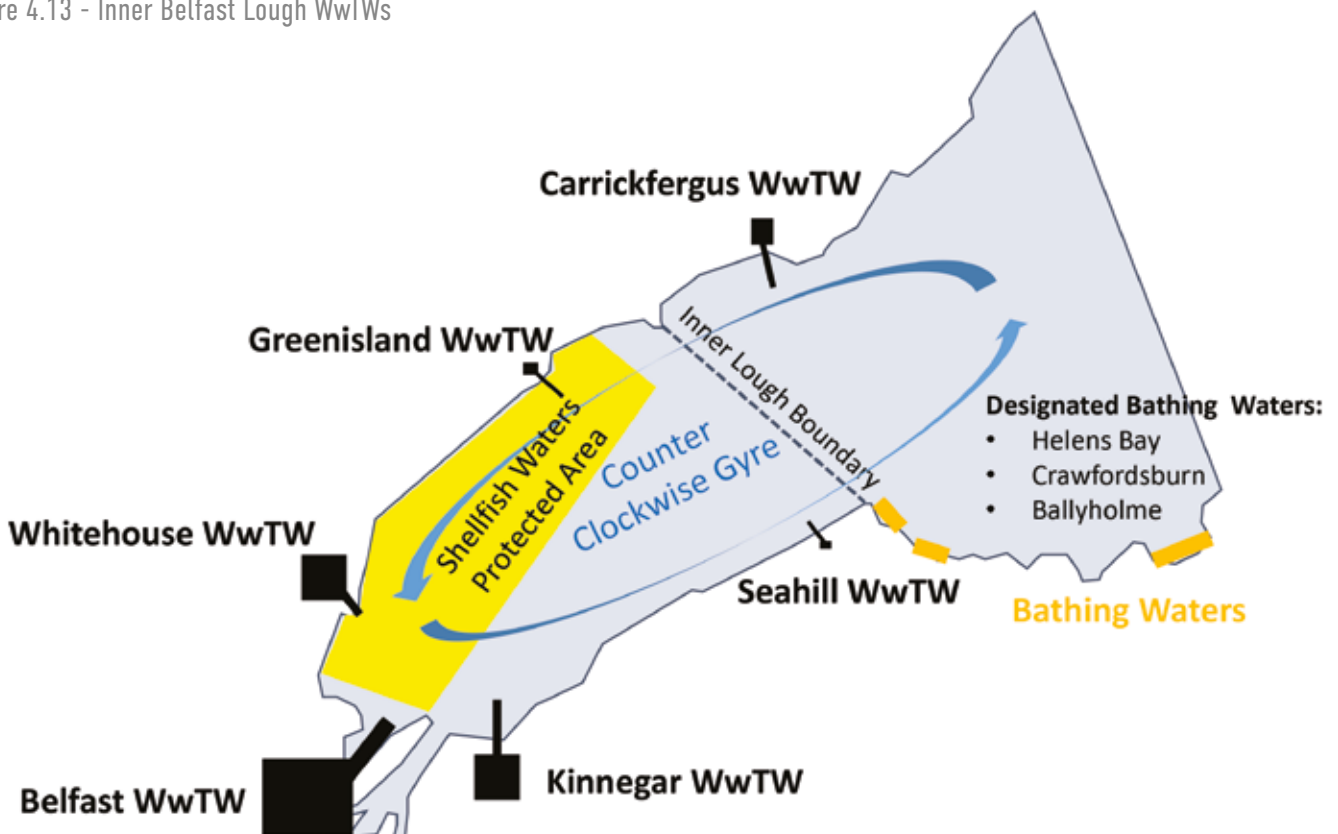 re 4.13 - Inner Belfast Lough WwTWs
Carrickfergus WwTW
Greenisland WwTW
Inner Lough Boundary
Shellfish Waters
Protected Area
Counter
Clockwise Gyre
Designated Bathing Waters:
• Helens Bay
• Crawfordsburn
• Ballyholme
Whitehouse WwTW
Seahill WwTW
Bathing Waters
Belfast WwTW
Kinnegar WwTW